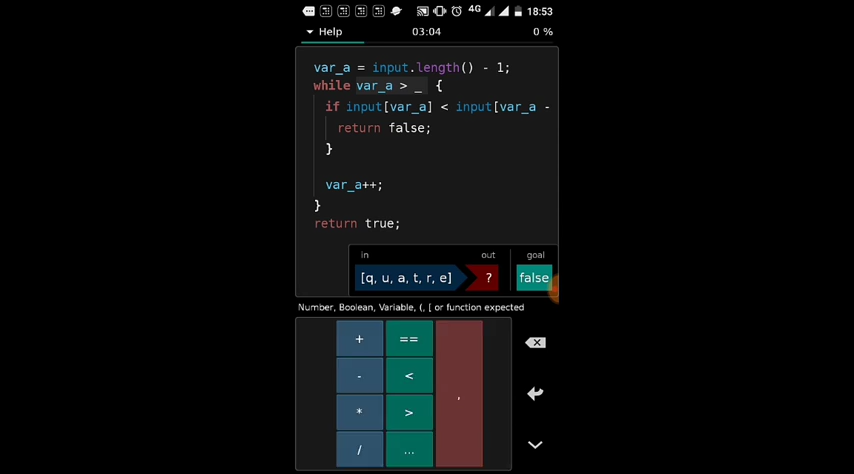 4G 18:53
Help 03:04 0 %
var_a = input.length() - 1;
while var_a > _ {
if input[var_a] < input[var_a -
return false;
}
var_a++;
}
return true;
in out goal
[q, u, a, t, r, e] ? false
Number, Boolean, Variable, (, [ or function expected
+ == ,
- <
* >
/ ...